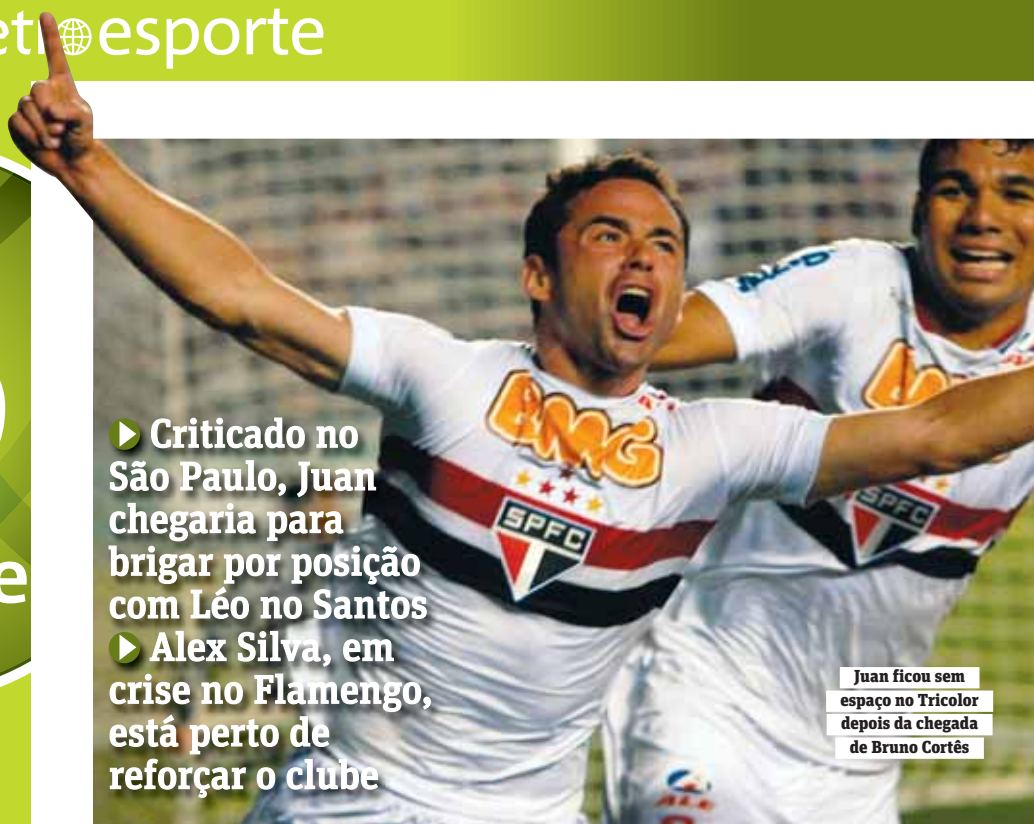 esporte
Criticado no
São Paulo, Juan
chegaria para
brigar por posição
com Léo no Santos
Alex Silva, em
crise no Flamengo,
está perto de
reforçar o clube
BMG
SPFC
SPFC
Juan ficou sem
espaço no Tricolor
depois da chegada
de Bruno Cortês
ALE